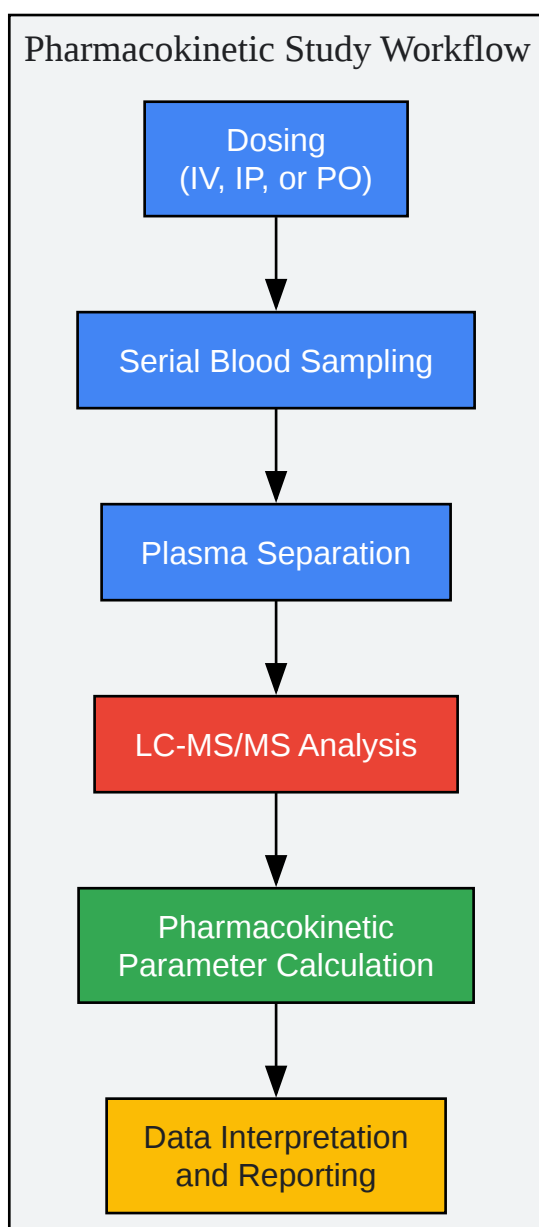 Pharmacokinetic Study Workflow
Dosing
(IV, IP, or PO)
Serial Blood Sampling
Plasma Separation
LC-MS/MS Analysis
Pharmacokinetic
Parameter Calculation
Data Interpretation
and Reporting